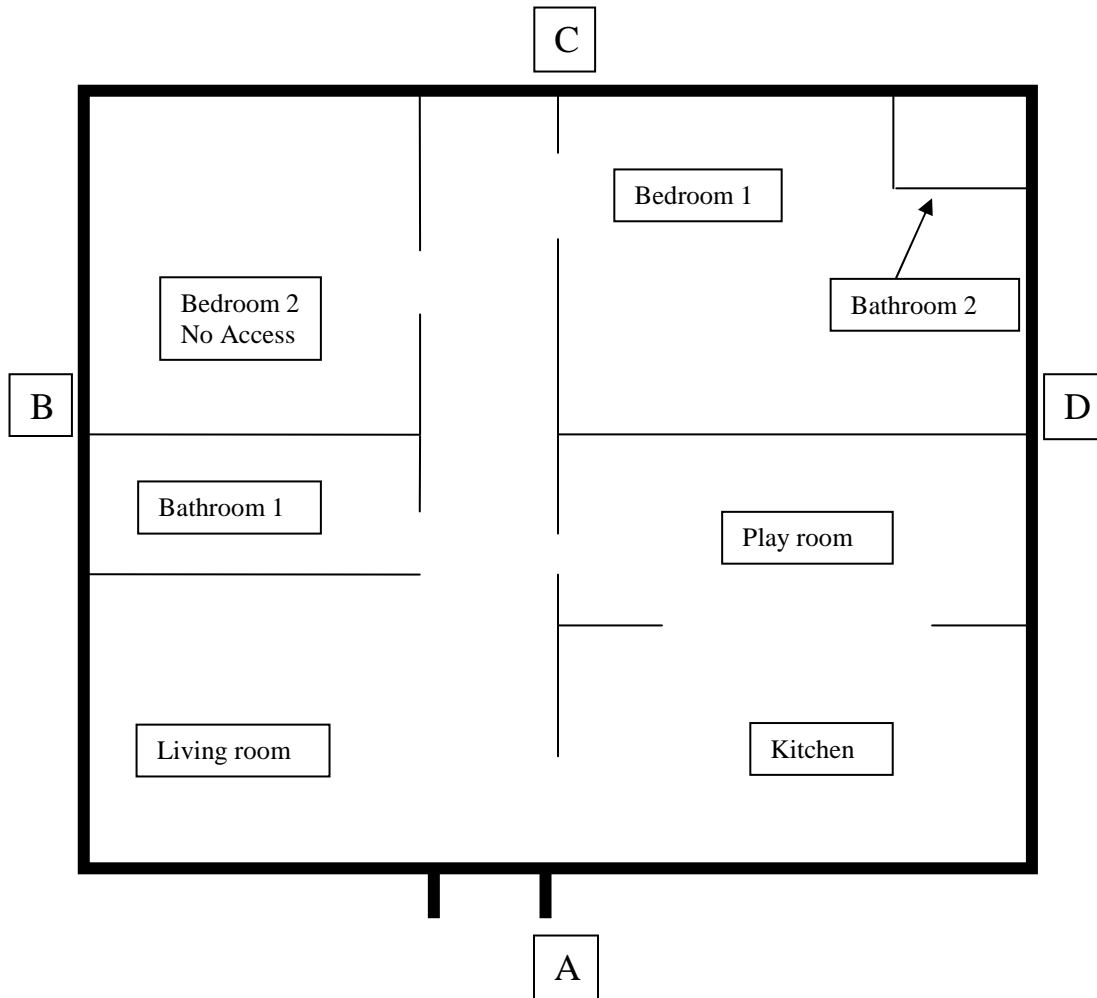 C
Bedroom 1
Bedroom 2
No Access
Bathroom 2
B
D
Bathroom 1
Play room
Living room
Kitchen
A